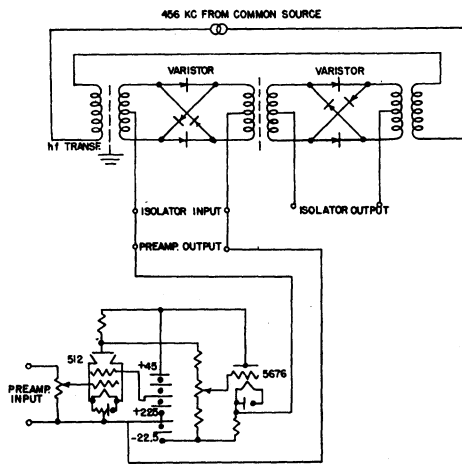 456 KC FROM COMMON SOURCE
VARISTOR VARISTOR
hf TRANSF.
ISOLATOR INPUT ISOLATOR OUTPUT
PREAMP. OUTPUT
512 +45 5676
PREAMP. INPUT
+22.5
-22.5